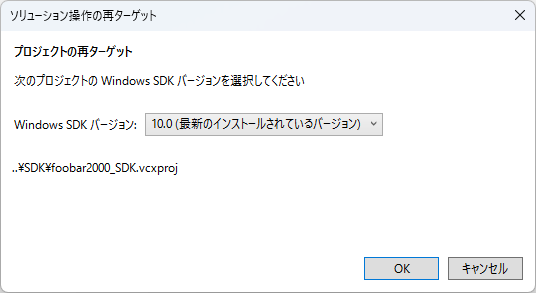 ソリューション操作の再ターゲット
プロジェクトの再ターゲット
次のプロジェクトの Windows SDK バージョンを選択してください
Windows SDK バージョン: 10.0 (最新のインストールされているバージョン)
..¥SDK¥foobar2000_SDK.vcxproj
OK キャンセル